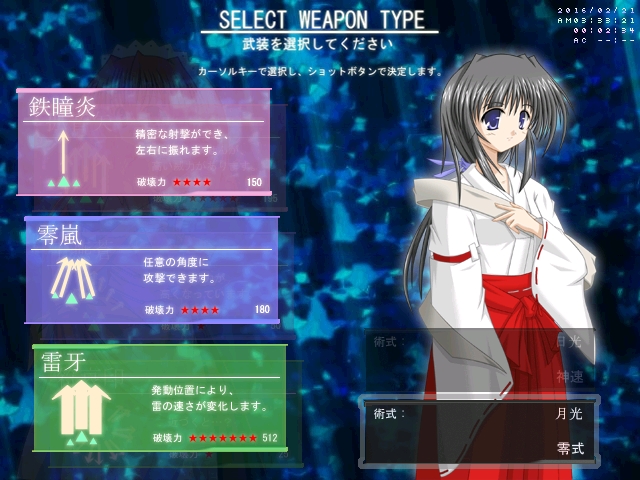 SELECT WEAPON TYPE
武装を選択してください
カーソルキーで選択し、ショットボタンで決定します。
2016/02/21
AM03:33:21
00:02:34
AC --:--
鉄瞳炎
精密な射撃ができ、
左右に振れます。
破壊力 ★★★★ 150
零嵐
任意の角度に
攻撃できます。
破壊力 ★★★★ 180
雷牙
発動位置により、
雷の速さが変化します。
破壊力 ★★★★★★★ 512
術式: 月光
神速
術式: 月光
零式